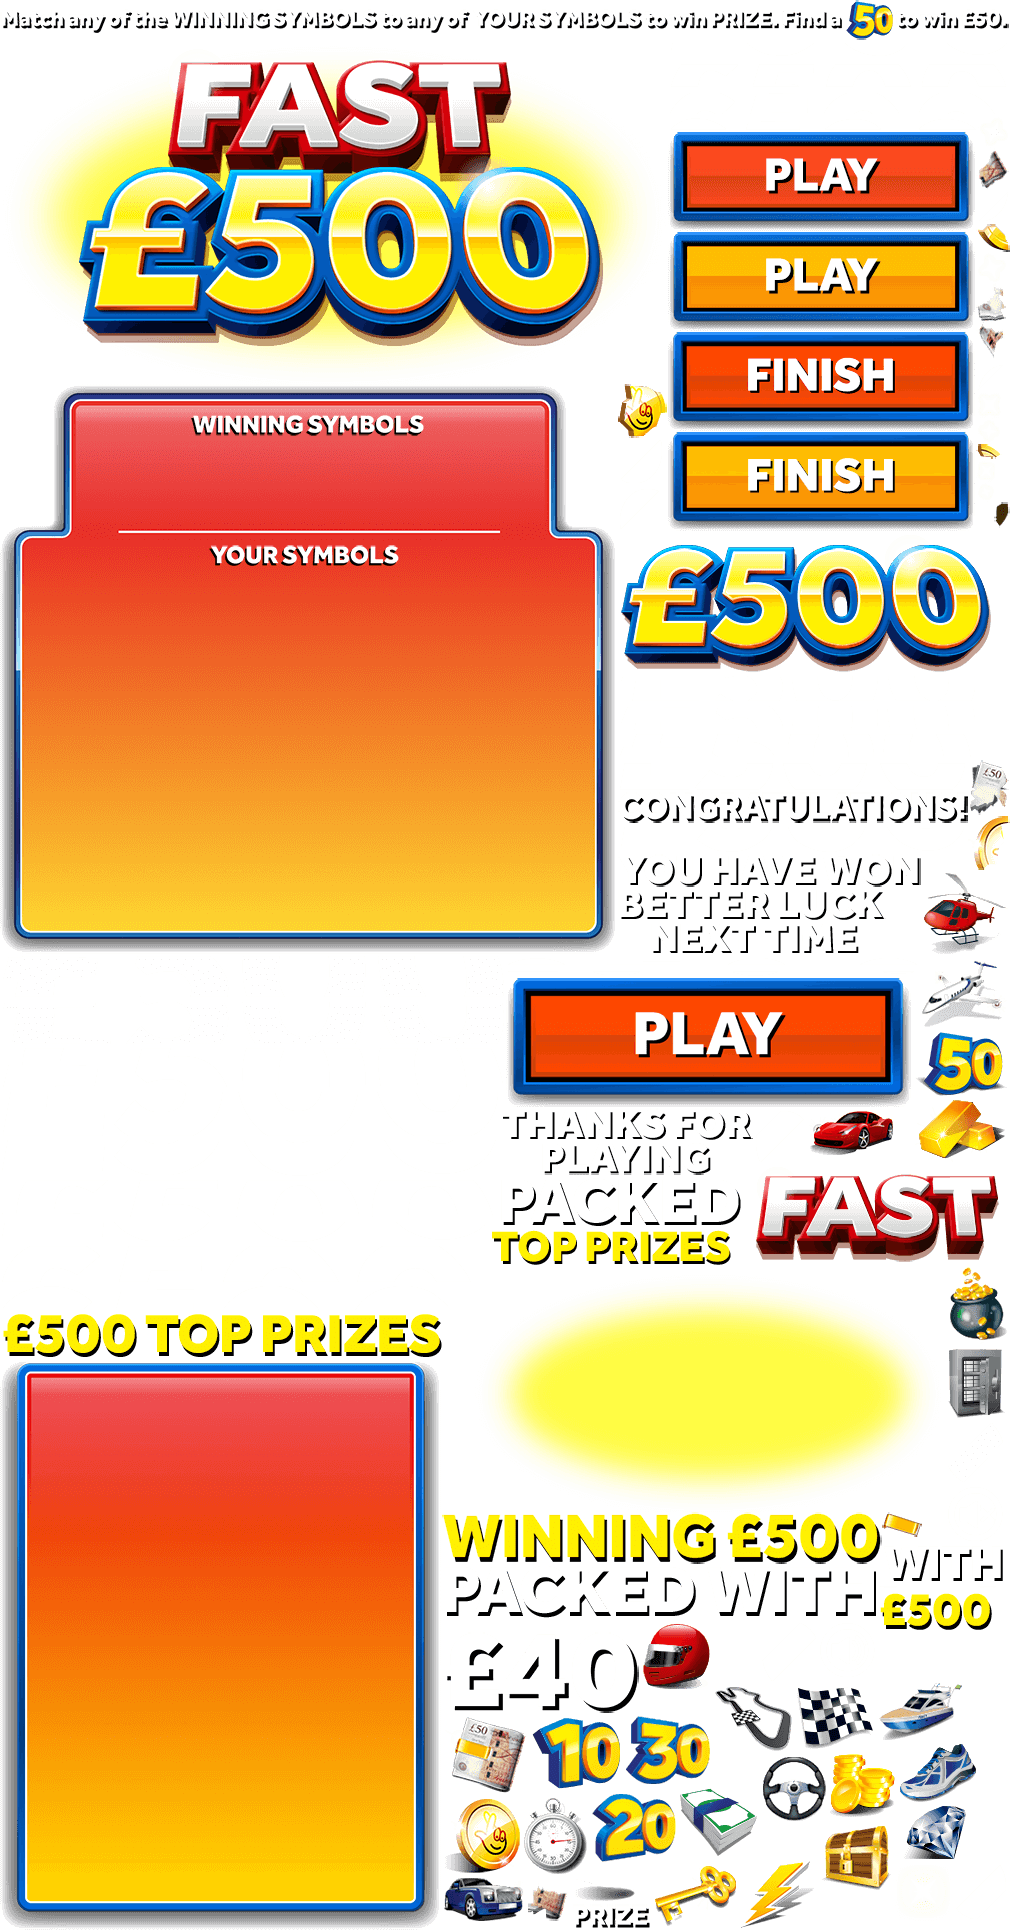 Match any of the WINNING SYMBOLS to any of YOUR SYMBOLS to win PRIZE. Find a 50 to win £50.
FAST
£500
PLAY
PLAY
FINISH
FINISH
WINNING SYMBOLS
YOUR SYMBOLS
£500
£50
CONGRATULATIONS!
YOU HAVE WON
BETTER LUCK
NEXT TIME
PLAY
50
THANKS FOR
PLAYING
PACKED
TOP PRIZES
FAST
£500 TOP PRIZES
WINNING £500
PACKED WITH
WITH
£500
£40
£50
10
30
20
PRIZE